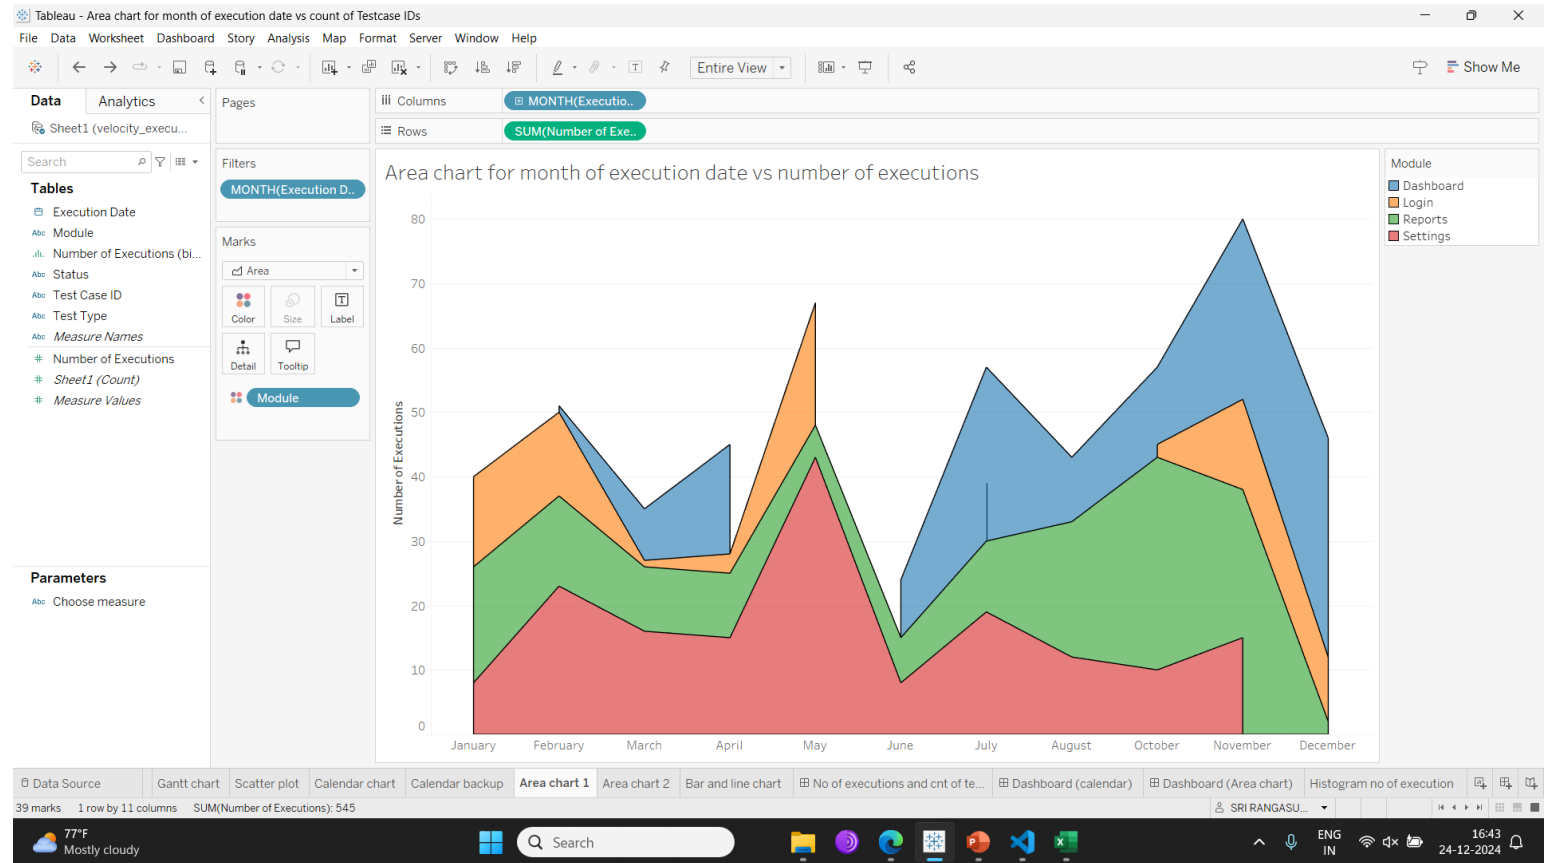 Tableau - Area chart for month of execution date vs count of Testcase IDs
File Data Worksheet Dashboard Story Analysis Map Format Server Window Help
Entire View
Show Me
Data Analytics
Sheet1 (velocity_execu...
Search
Tables
Execution Date
Abc Module
Number of Executions (bi...
Abc Status
Abc Test Case ID
Abc Test Type
Abc Measure Names
# Number of Executions
# Sheet1 (Count)
# Measure Values
Parameters
Abc Choose measure
Pages
Filters
MONTH(Execution D..
Marks
Area
Color Size Label
Detail Tooltip
Module
Columns MONTH(Executio..
Rows SUM(Number of Exe..
Area chart for month of execution date vs number of executions
Number of Executions
80
70
60
50
40
30
20
10
0
January February March April May June July August October November December
Module
Dashboard
Login
Reports
Settings
Data Source Gantt chart Scatter plot Calendar chart Calendar backup Area chart 1 Area chart 2 Bar and line chart No of executions and cnt of te... Dashboard (calendar) Dashboard (Area chart) Histogram no of execution
39 marks 1 row by 11 columns SUM(Number of Executions): 545 SRI RANGASU...
77°F
Mostly cloudy
Search
ENG
IN
16:43
24-12-2024